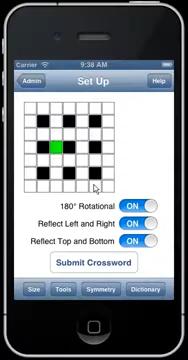 Carrier 9:38 AM
Admin Set Up Help
180° Rotational ON
Reflect Left and Right ON
Reflect Top and Bottom ON
Submit Crossword
Size Tools Symmetry Dictionary